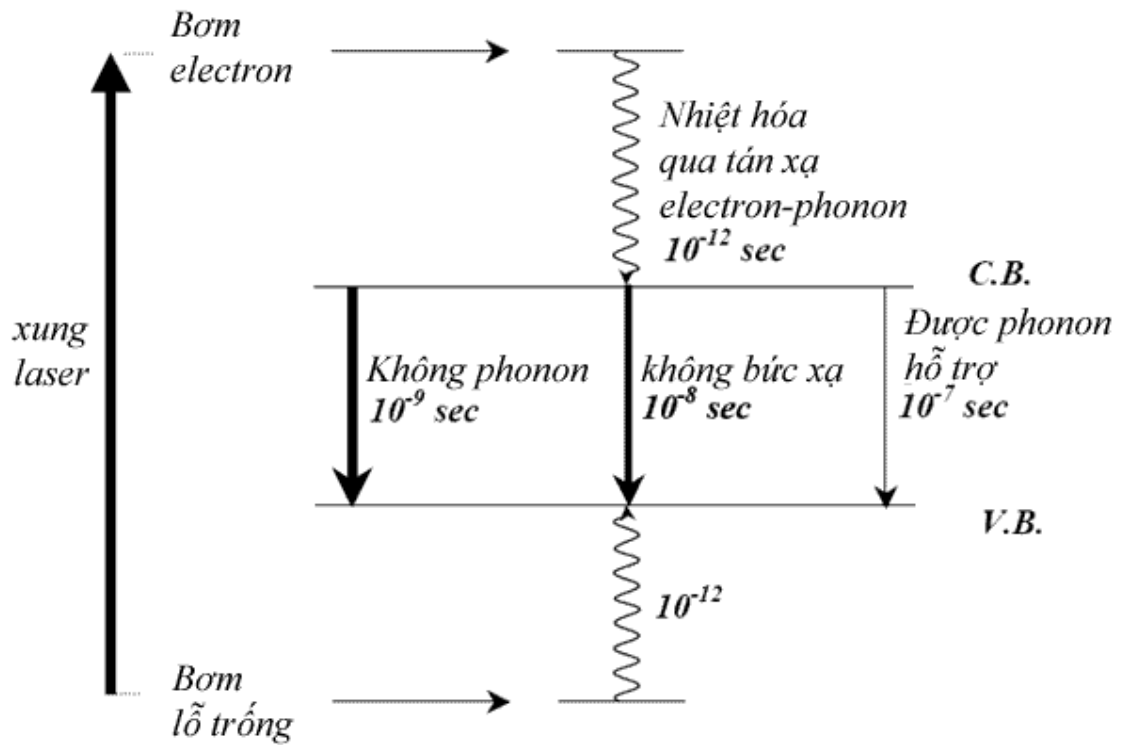 Bơm
electron
Nhiệt hóa
qua tán xạ
electron-phonon
10⁻¹² sec
C.B.
xung
laser
Không phonon
10⁻⁹ sec
không bức xạ
10⁻⁸ sec
Được phonon
hỗ trợ
10⁻⁷ sec
V.B.
10⁻¹²
Bơm
lỗ trống